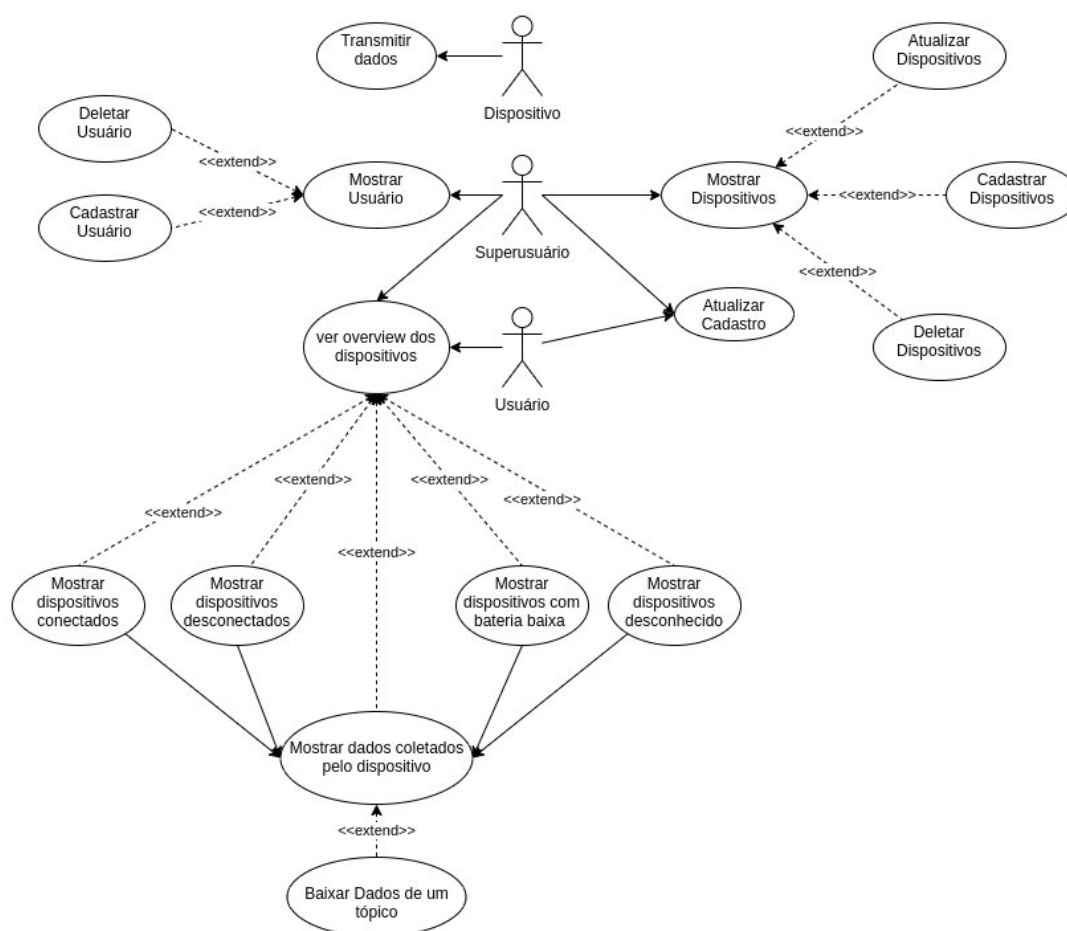 Transmitir
dados
Dispositivo
Atualizar
Dispositivos
Deletar
Usuário
<<extend>>
<<extend>>
Mostrar
Usuário
Cadastrar
Usuário
<<extend>>
Superusuário
Mostrar
Dispositivos
<<extend>>
Cadastrar
Dispositivos
<<extend>>
Atualizar
Cadastro
Deletar
Dispositivos
ver overview dos
dispositivos
Usuário
<<extend>>
<<extend>>
<<extend>>
<<extend>>
<<extend>>
Mostrar
dispositivos
conectados
Mostrar
dispositivos
desconectados
Mostrar
dispositivos com
bateria baixa
Mostrar
dispositivos
desconhecido
Mostrar dados coletados
pelo dispositivo
<<extend>>
Baixar Dados de um
tópico